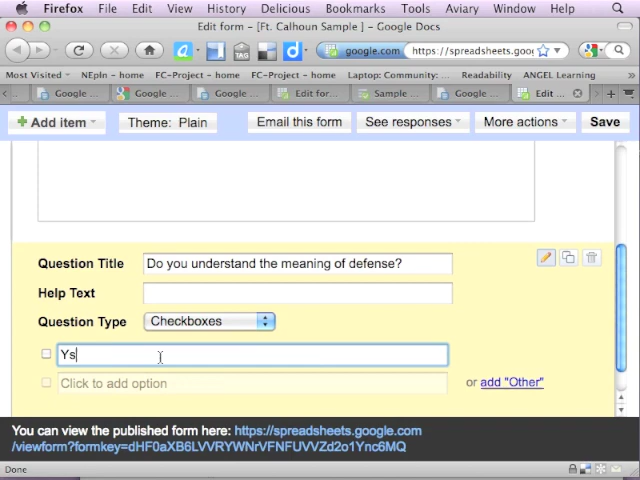 Firefox File Edit View History Delicious Bookmarks Tools Aviary Window Help
Edit form - [Ft. Calhoun Sample ] - Google Docs
google.com https://spreadsheets.goo
Most Visited NEpIn - home FC-Project - home FC-Project - home Laptop: Community: ... Readability ANGEL Learning
Google ... Google ... Google ... Edit for... Sample ... Google ... Edit ...
Add item Theme: Plain Email this form See responses More actions Save
Question Title Do you understand the meaning of defense?
Help Text
Question Type Checkboxes
Ys
Click to add option or add "Other"
You can view the published form here: https://spreadsheets.google.com
/viewform?formkey=dHF0aXB6LVVRYWNrVFNFUVVZd2o1Ync6MQ
Done